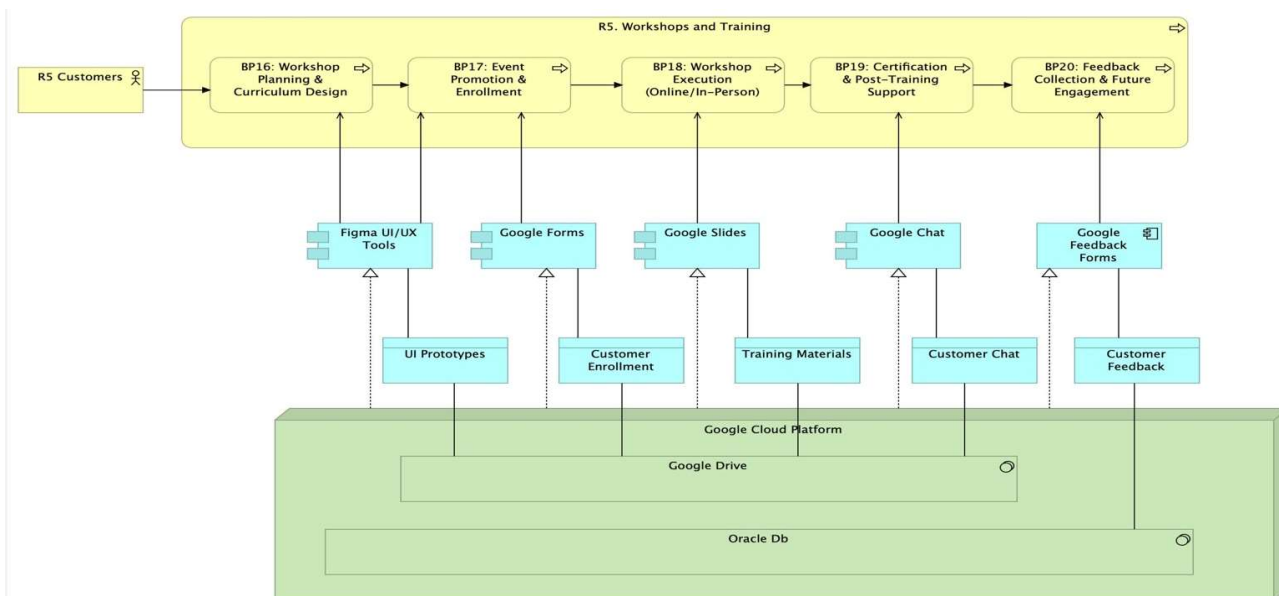 R5. Workshops and Training
R5 Customers
BP16: Workshop
Planning &
Curriculum Design
BP17: Event
Promotion &
Enrollment
BP18: Workshop
Execution
(Online/In-Person)
BP19: Certification
& Post-Training
Support
BP20: Feedback
Collection & Future
Engagement
Figma UI/UX
Tools
Google Forms
Google Slides
Google Chat
Google
Feedback
Forms
UI Prototypes
Customer
Enrollment
Training Materials
Customer Chat
Customer
Feedback
Google Cloud Platform
Google Drive
Oracle Db